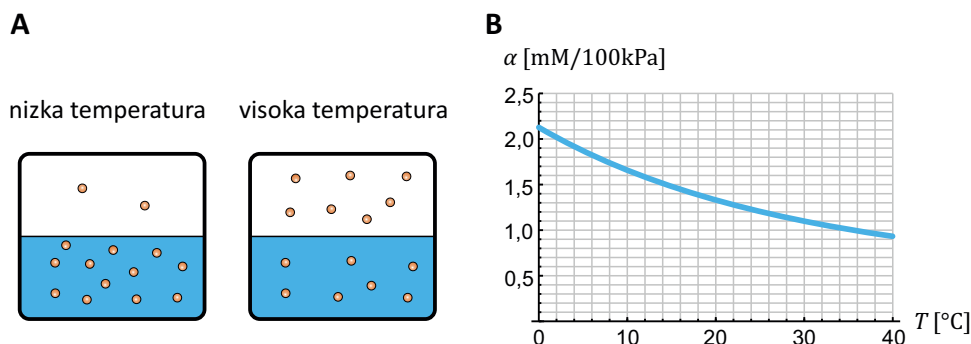 A
nizka temperatura
visoka temperatura
B
α [mM/100kPa]
2,5
2,0
1,5
1,0
0,5
0
10
20
30
40
T [°C]